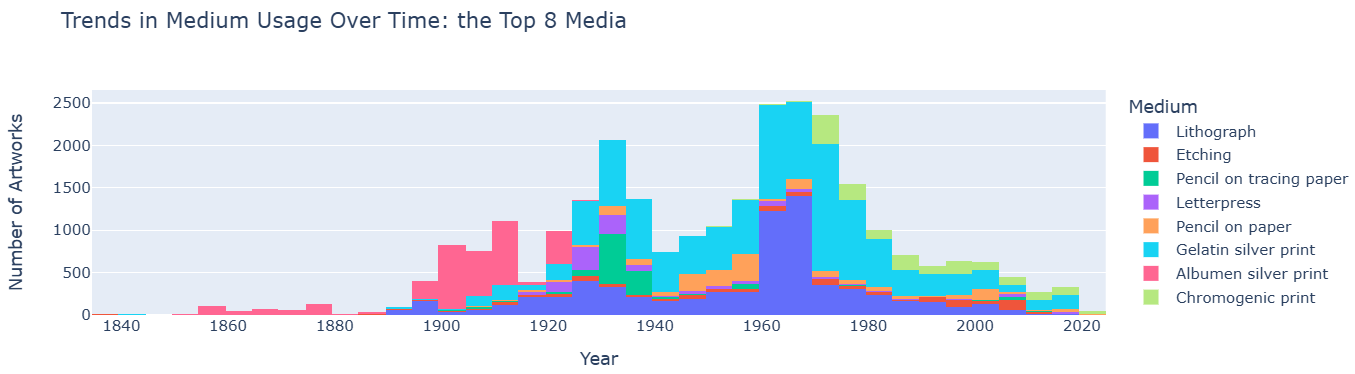 Trends in Medium Usage Over Time: the Top 8 Media
Number of Artworks
2500
2000
1500
1000
500
0
1840 1860 1880 1900 1920 1940 1960 1980 2000 2020
Year
Medium
Lithograph
Etching
Pencil on tracing paper
Letterpress
Pencil on paper
Gelatin silver print
Albumen silver print
Chromogenic print